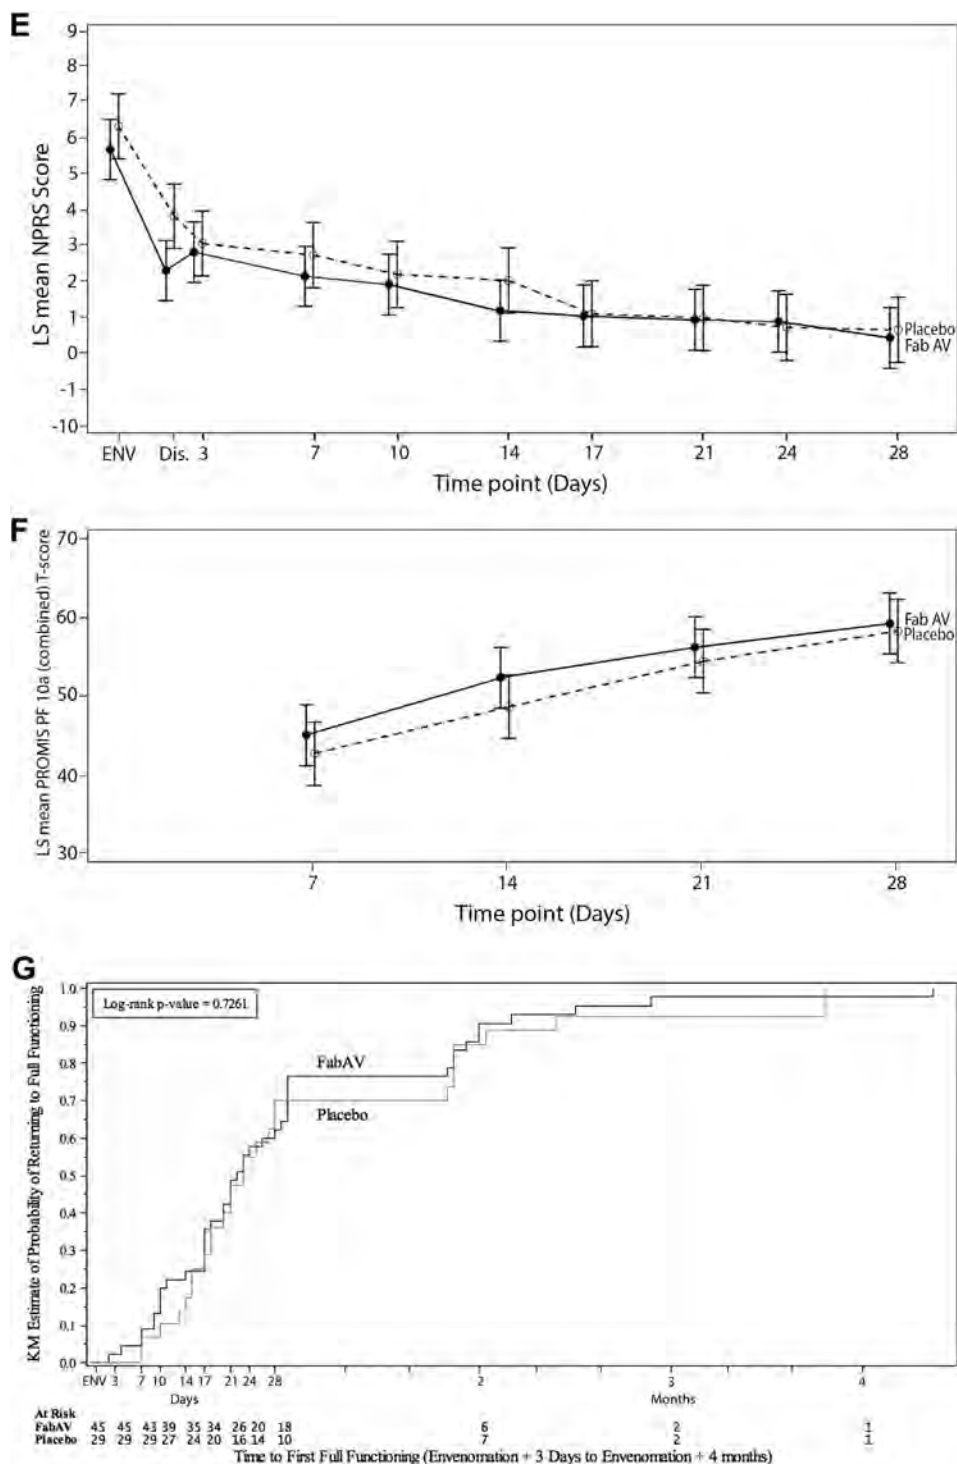 E
LS mean NPRS Score
9
8
7
6
5
4
3
2
1
0
-1
-10
Placebo
Fab AV
ENV Dis. 3 7 10 14 17 21 24 28
Time point (Days)
F
LS mean PROMIS PF 10a (combined) T-score
70
60
50
40
30
Fab AV
Placebo
7 14 21 28
Time point (Days)
G
KM Estimate of Probability of Returning to Full Functioning
1.0
0.9
0.8
0.7
0.6
0.5
0.4
0.3
0.2
0.1
0.0
Log-rank p-value = 0.7261
FabAV
Placebo
ENV 3 7 10 14 17 21 24 28 2 3 4
Days Months
At Risk
FabAV 45 45 43 39 35 34 26 20 18 6 2 1
Placebo 29 29 29 27 24 20 16 14 10 7 2 1
Time to First Full Functioning (Envenomation + 3 Days to Envenomation + 4 months)